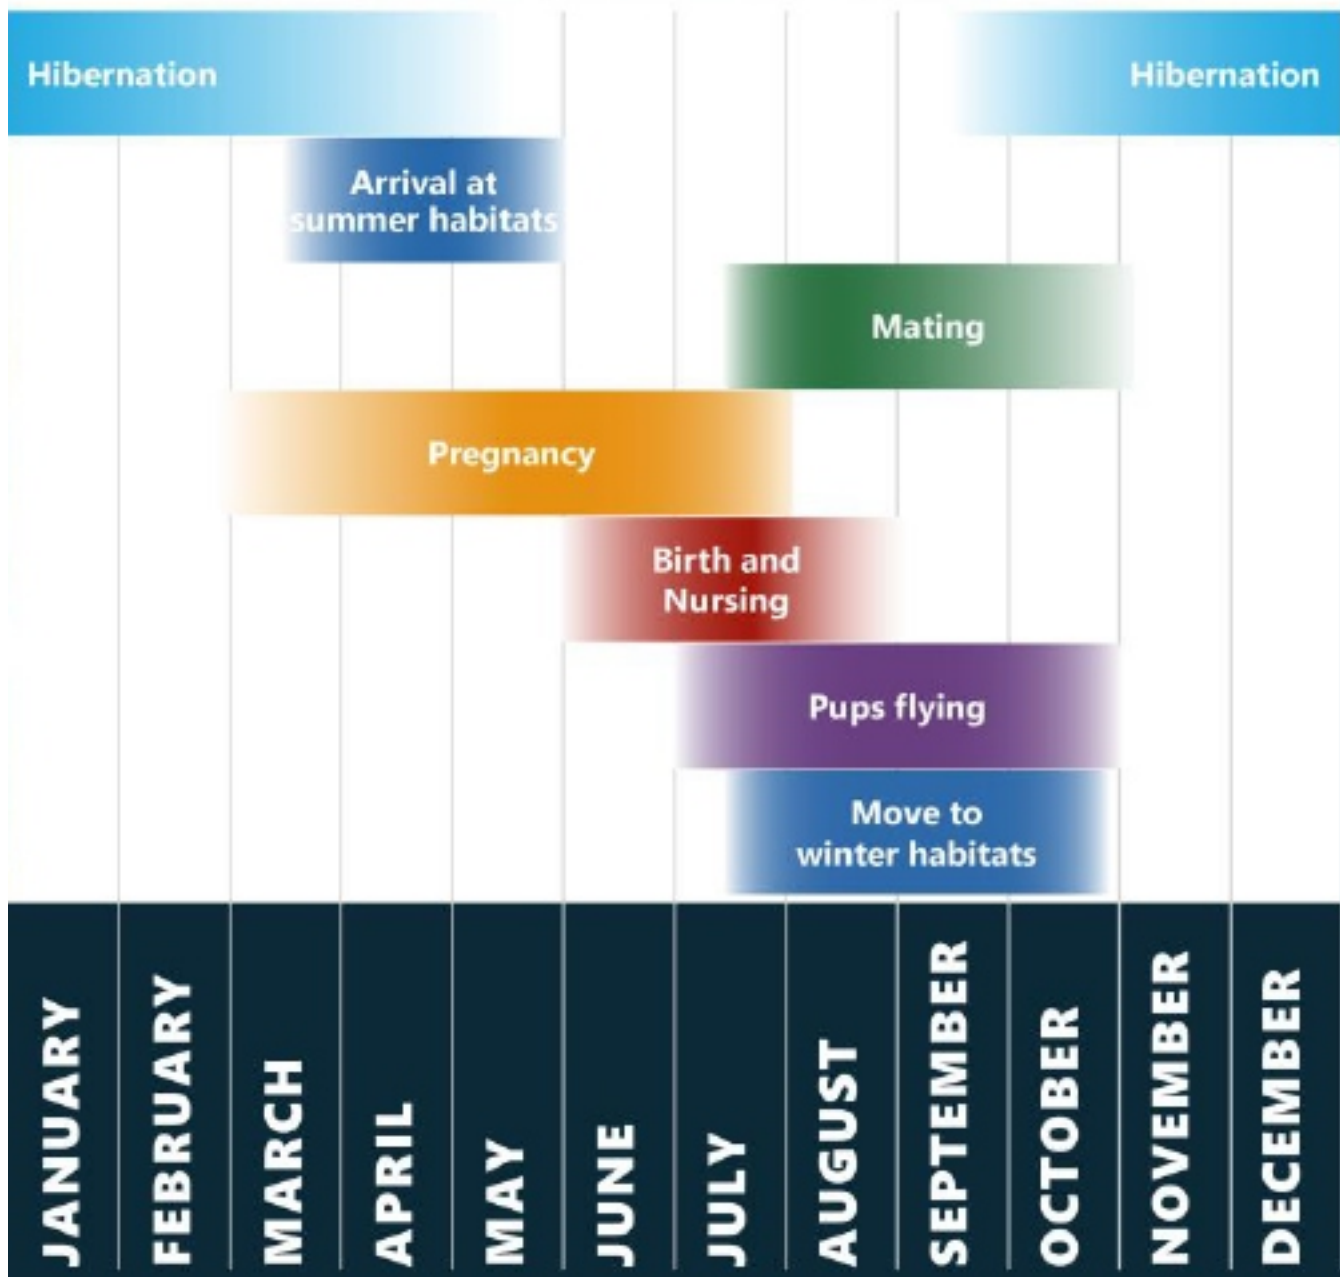 Hibernation
Hibernation
Arrival at
summer habitats
Mating
Pregnancy
Birth and
Nursing
Pups flying
Move to
winter habitats
JANUARY
FEBRUARY
MARCH
APRIL
MAY
JUNE
JULY
AUGUST
SEPTEMBER
OCTOBER
NOVEMBER
DECEMBER